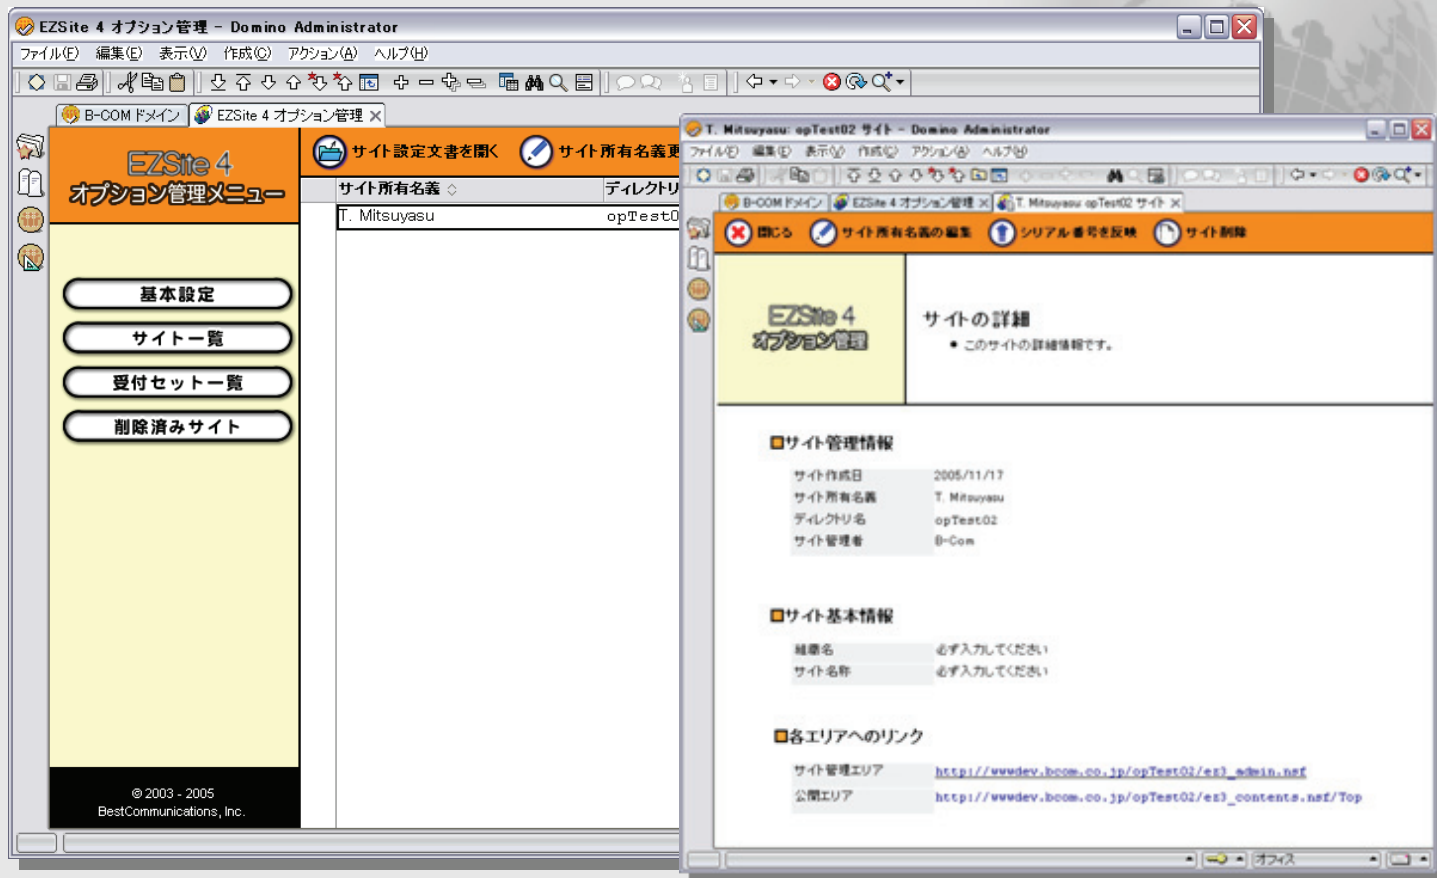 EZSite 4 オプション管理 - Domino Administrator
ファイル(F) 編集(E) 表示(V) 作成(C) アクション(A) ヘルプ(H)
B-COM ドメイン EZSite 4 オプション管理
EZSite 4
オプション管理メニュー
サイト設定文書を開く サイト所有名義更
サイト所有名義 ディレクトリ
T. Mitsuyasu opTest0
基本設定
サイト一覧
受付セット一覧
削除済みサイト
© 2003 - 2005
BestCommunications, Inc.
T. Mitsuyasu: opTest02 サイト - Domino Administrator
ファイル(F) 編集(E) 表示(V) 作成(C) アクション(A) ヘルプ(H)
B-COM ドメイン EZSite 4 オプション管理 T. Mitsuyasu: opTest02 サイト
閉じる サイト所有名義の編集 シリアル番号を反映 サイト削除
EZSite 4
オプション管理
サイトの詳細
• このサイトの詳細情報です。
サイト管理情報
サイト作成日 2005/11/17
サイト所有名義 T. Mitsuyasu
ディレクトリ名 opTest02
サイト管理者 B-Com
サイト基本情報
組織名 必ず入力してください
サイト名称 必ず入力してください
各エリアへのリンク
サイト管理エリア http://wwwdev.bcom.co.jp/opTest02/ez3_admin.nsf
公開エリア http://wwwdev.bcom.co.jp/opTest02/ez3_contents.nsf/Top
オフィス